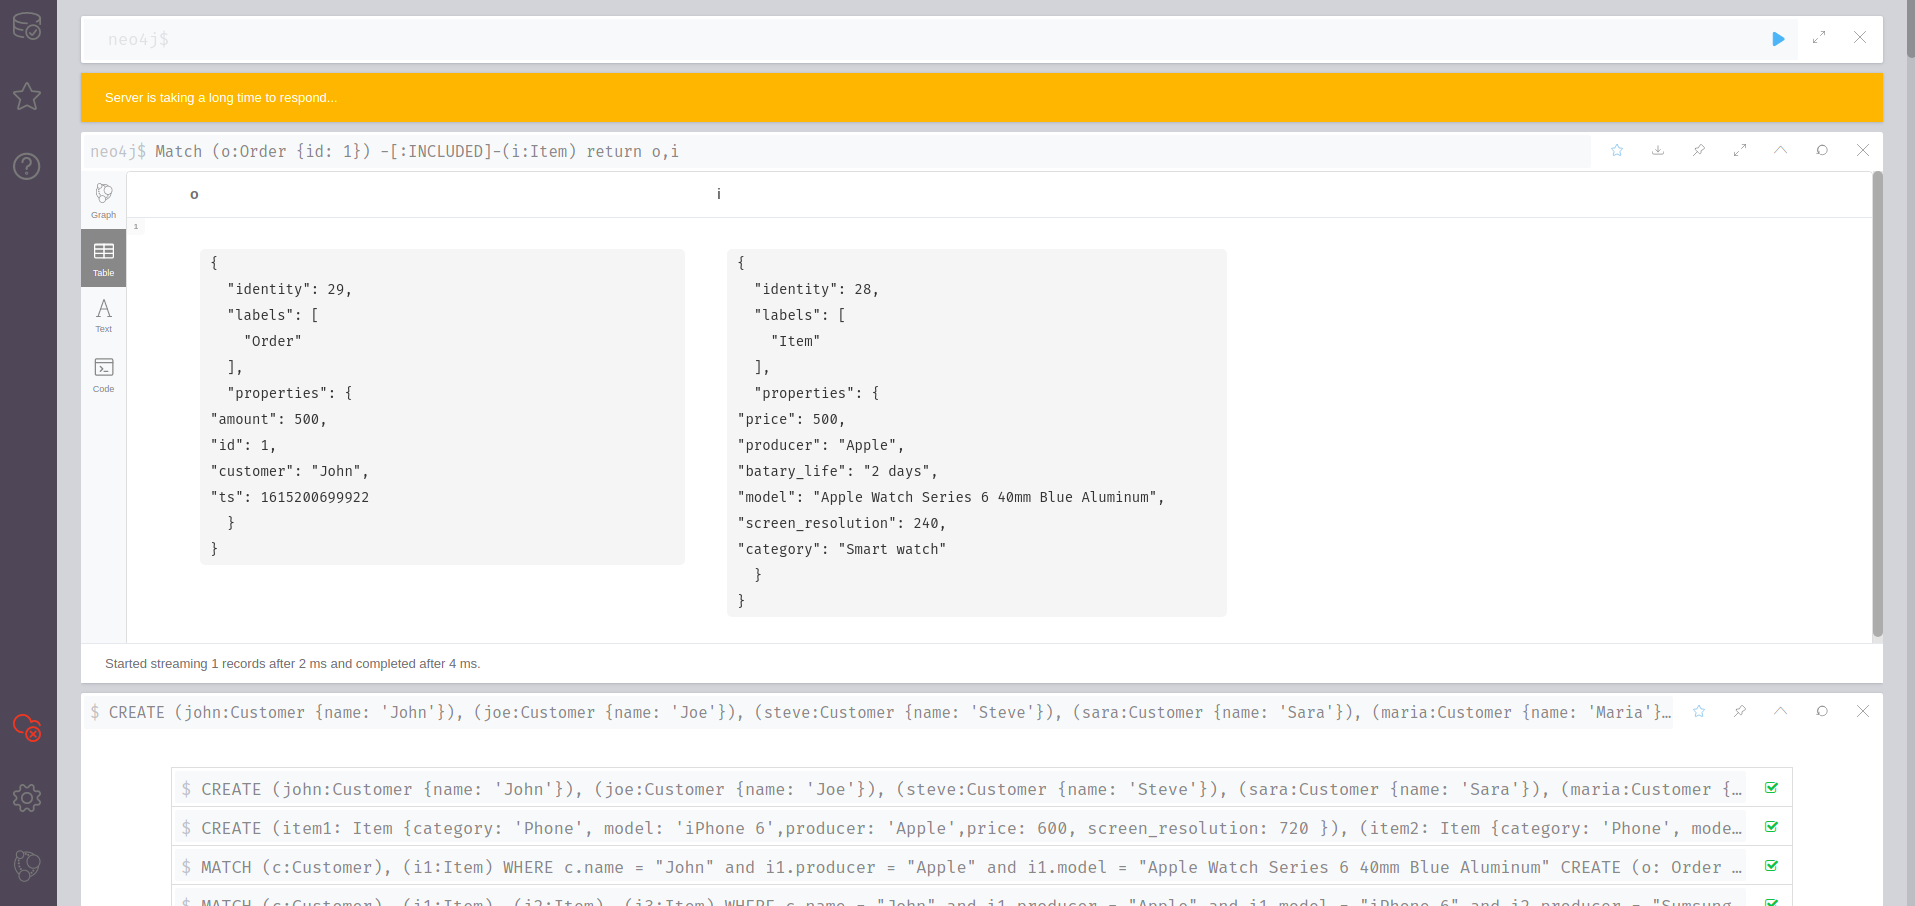 neo4j$
Server is taking a long time to respond...
neo4j$ Match (o:Order {id: 1}) -[:INCLUDED]-(i:Item) return o,i
Graph
Table
Text
Code
o
i
1
{
"identity": 29,
"labels": [
"Order"
],
"properties": {
"amount": 500,
"id": 1,
"customer": "John",
"ts": 1615200699922
}
}
{
"identity": 28,
"labels": [
"Item"
],
"properties": {
"price": 500,
"producer": "Apple",
"batary_life": "2 days",
"model": "Apple Watch Series 6 40mm Blue Aluminum",
"screen_resolution": 240,
"category": "Smart watch"
}
}
Started streaming 1 records after 2 ms and completed after 4 ms.
$ CREATE (john:Customer {name: 'John'}), (joe:Customer {name: 'Joe'}), (steve:Customer {name: 'Steve'}), (sara:Customer {name: 'Sara'}), (maria:Customer {name: 'Maria'}…
$ CREATE (john:Customer {name: 'John'}), (joe:Customer {name: 'Joe'}), (steve:Customer {name: 'Steve'}), (sara:Customer {name: 'Sara'}), (maria:Customer {…
$ CREATE (item1: Item {category: 'Phone', model: 'iPhone 6',producer: 'Apple',price: 600, screen_resolution: 720 }), (item2: Item {category: 'Phone', mode…
$ MATCH (c:Customer), (i1:Item) WHERE c.name = "John" and i1.producer = "Apple" and i1.model = "Apple Watch Series 6 40mm Blue Aluminum" CREATE (o: Order …
$ MATCH (c:Customer), (i1:Item), (i2:Item), (i3:Item) WHERE c.name = "John" and i1.producer = "Apple" and i1.model = "iPhone 6" and i2.producer = "Sumsung